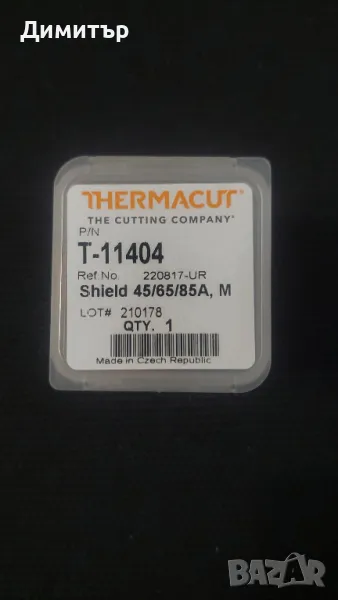 Димитър
THERMACUT®
THE CUTTING COMPANY®
P/N
T-11404
Ref No. 220817-UR
Shield 45/65/85A, M
LOT# 210178
QTY. 1
Made in Czech Republic
BAZAR